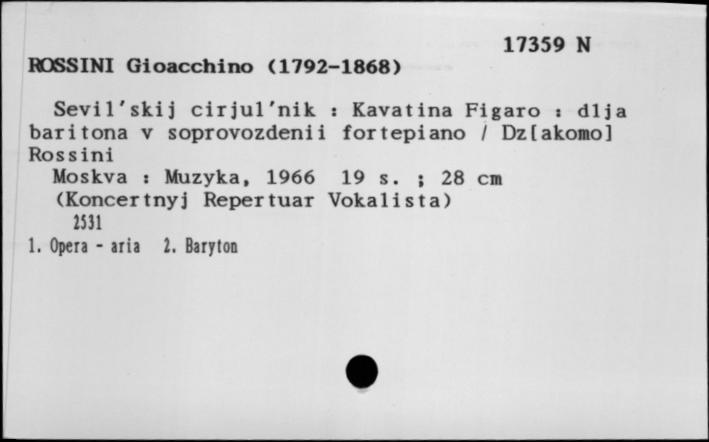 17359 N
ROSSINI Gioacchino (1792-1868)
Sevil'skij cirjul'nik : Kavatina Figaro : dlja
baritona v soprovozdenii fortepiano / Dz[akomo]
Rossini
Moskva : Muzyka, 1966 19 s. ; 28 cm
(Koncertnyj Repertuar Vokalista)
2531
1. Opera - aria 2. Baryton